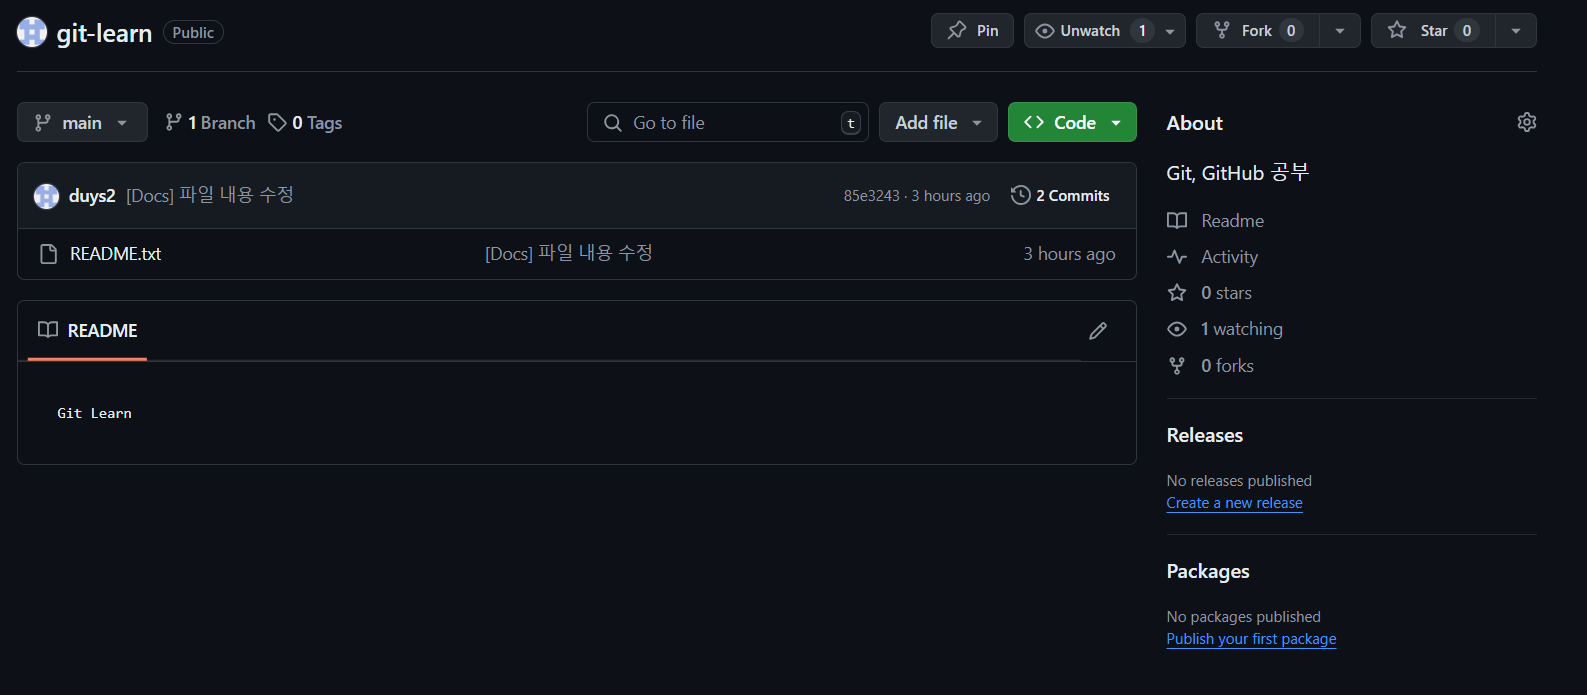 git-learn Public Pin Unwatch 1 Fork 0 Star 0
main 1 Branch 0 Tags Go to file t Add file Code
duys2 [Docs] 파일 내용 수정 85e3243 · 3 hours ago 2 Commits
README.txt [Docs] 파일 내용 수정 3 hours ago
README
Git Learn
About
Git, GitHub 공부
Readme
Activity
0 stars
1 watching
0 forks
Releases
No releases published
Create a new release
Packages
No packages published
Publish your first package